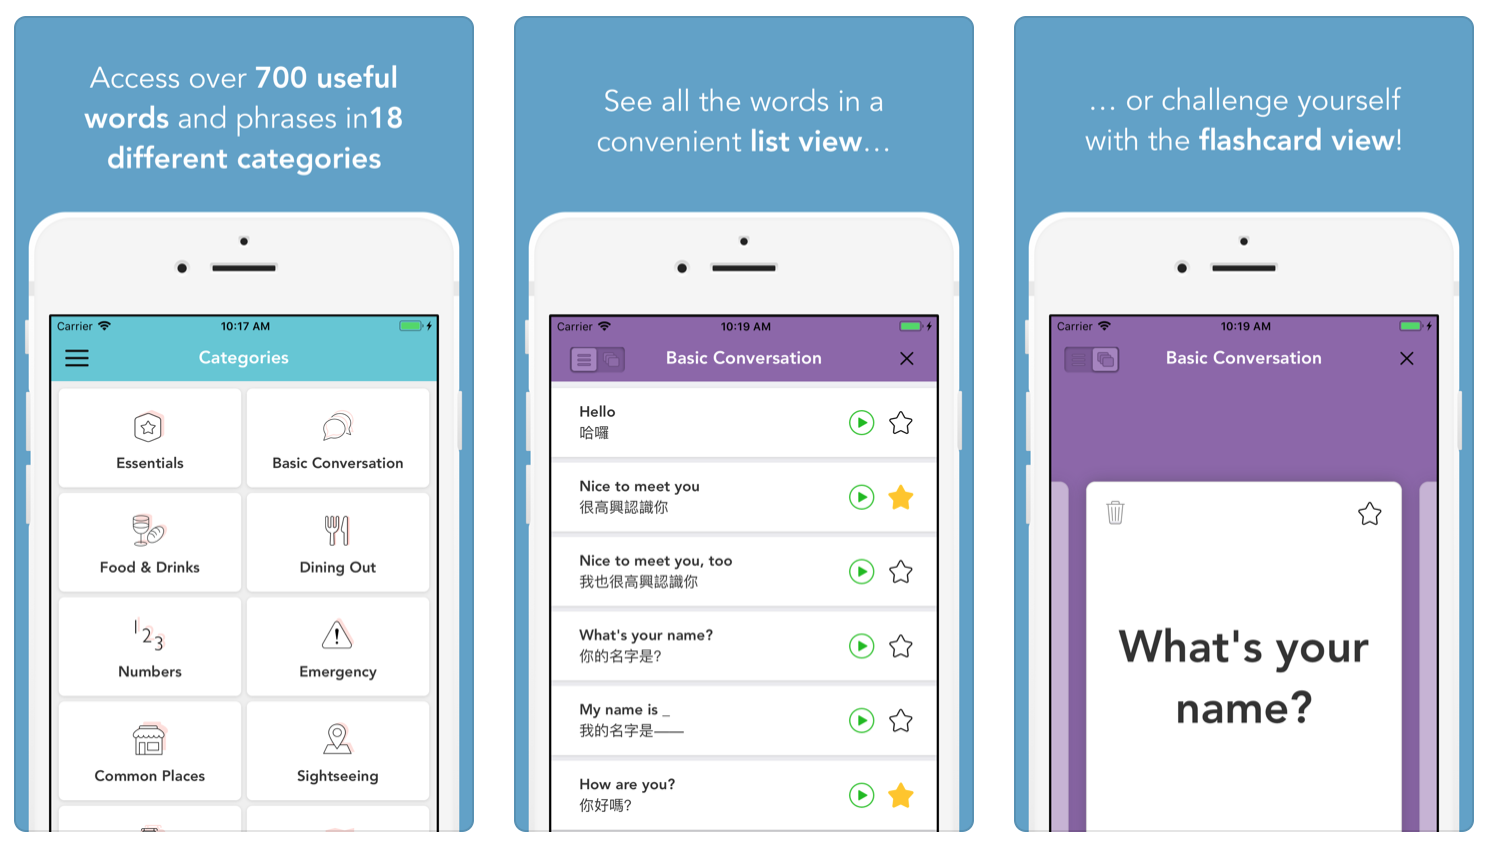 Access over 700 useful
words and phrases in18
different categories
Carrier
10:17 AM
Categories
Essentials
Basic Conversation
Food & Drinks
Dining Out
1 2 3
Numbers
Emergency
Common Places
Sightseeing
See all the words in a
convenient list view...
Carrier
10:19 AM
Basic Conversation
Hello
哈囉
Nice to meet you
很高興認識你
Nice to meet you, too
我也很高興認識你
What's your name?
你的名字是?
My name is _
我的名字是——
How are you?
你好嗎?
... or challenge yourself
with the flashcard view!
Carrier
10:19 AM
Basic Conversation
What's your
name?